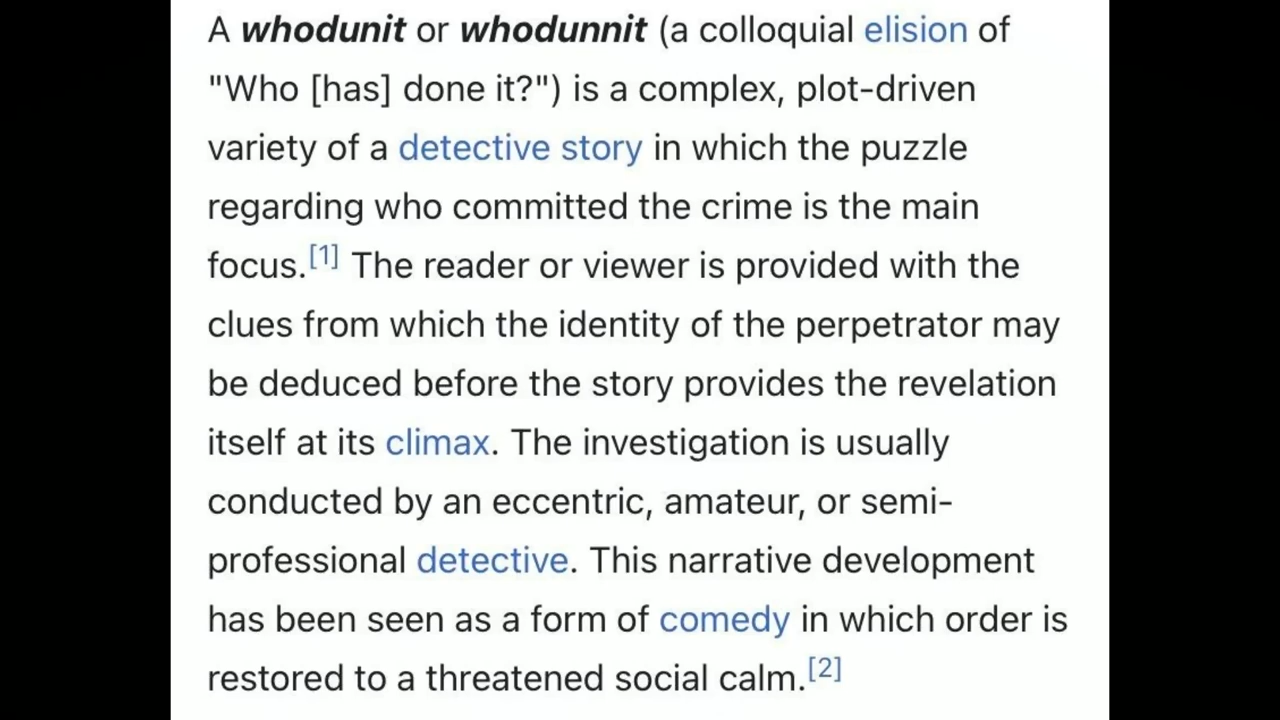 A whodunit or whodunnit (a colloquial elision of
"Who [has] done it?") is a complex, plot-driven
variety of a detective story in which the puzzle
regarding who committed the crime is the main
focus.[1] The reader or viewer is provided with the
clues from which the identity of the perpetrator may
be deduced before the story provides the revelation
itself at its climax. The investigation is usually
conducted by an eccentric, amateur, or semi-
professional detective. This narrative development
has been seen as a form of comedy in which order is
restored to a threatened social calm.[2]